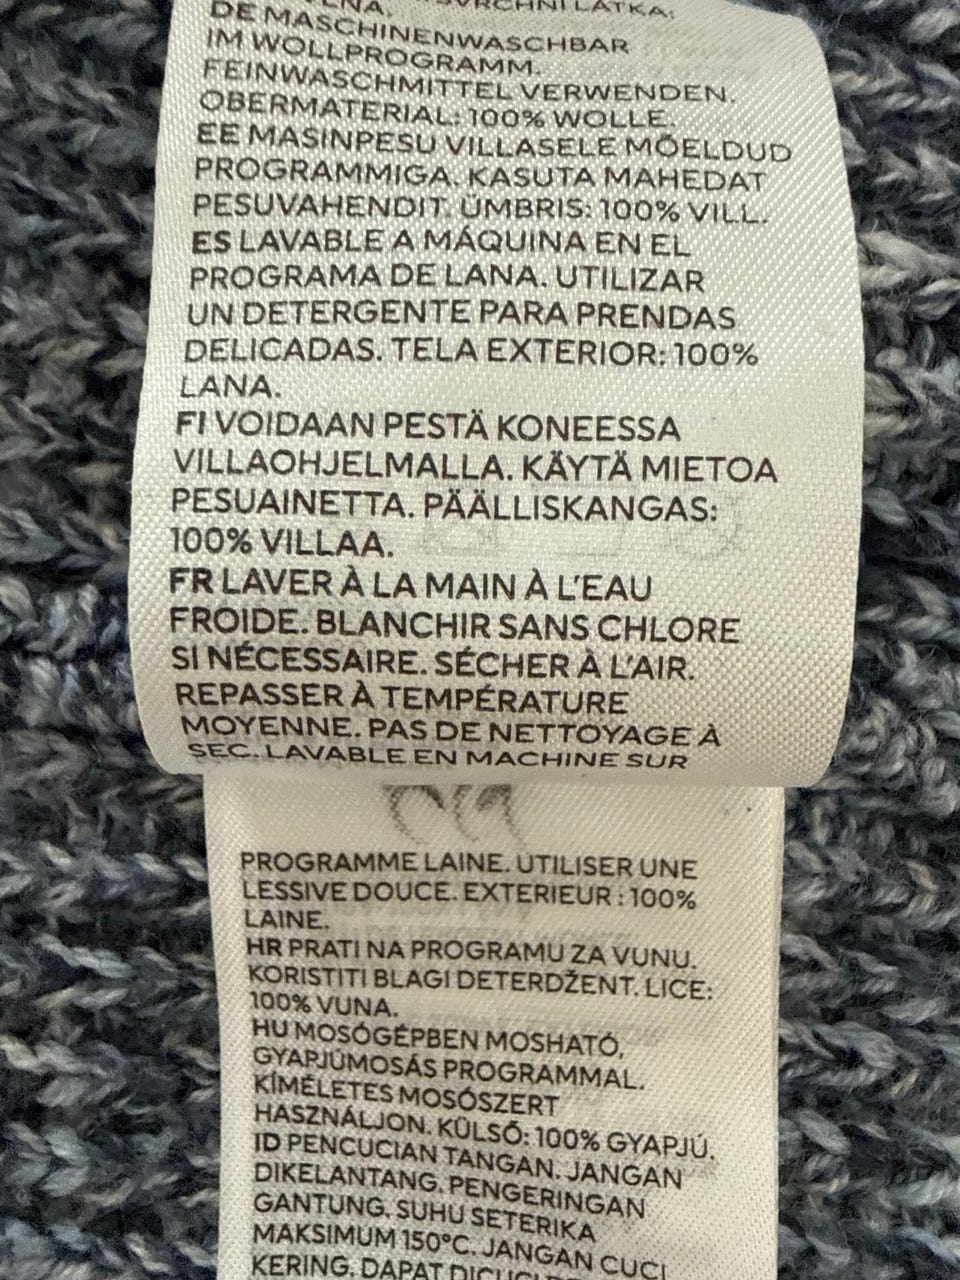 DE MASCHINENWASCHBAR
IM WOLLPROGRAMM.
FEINWASCHMITTEL VERWENDEN.
OBERMATERIAL: 100% WOLLE.
EE MASINPESU VILLASELE MÕELDUD
PROGRAMMIGA. KASUTA MAHEDAT
PESUVAHENDIT. ÜMBRIS: 100% VILL.
ES LAVABLE A MÁQUINA EN EL
PROGRAMA DE LANA. UTILIZAR
UN DETERGENTE PARA PRENDAS
DELICADAS. TELA EXTERIOR: 100%
LANA.
FI VOIDAAN PESTÄ KONEESSA
VILLAOHJELMALLA. KÄYTÄ MIETOA
PESUAINETTA. PÄÄLLISKANGAS:
100% VILLAA.
FR LAVER À LA MAIN À L'EAU
FROIDE. BLANCHIR SANS CHLORE
SI NÉCESSAIRE. SÉCHER À L'AIR.
REPASSER À TEMPÉRATURE
MOYENNE. PAS DE NETTOYAGE À
SEC. LAVABLE EN MACHINE SUR
PROGRAMME LAINE. UTILISER UNE
LESSIVE DOUCE. EXTERIEUR : 100%
LAINE.
HR PRATI NA PROGRAMU ZA VUNU.
KORISTITI BLAGI DETERDŽENT. LICE:
100% VUNA.
HU MOSÓGÉPBEN MOSHATÓ,
GYAPJÚMOSÁS PROGRAMMAL.
KÍMÉLETES MOSÓSZERT
HASZNÁLJON. KÜLSŐ: 100% GYAPJÚ.
ID PENCUCIAN TANGAN. JANGAN
DIKELANTANG. PENGERINGAN
GANTUNG. SUHU SETERIKA
MAKSIMUM 150°C. JANGAN CUCI
KERING. DAPAT